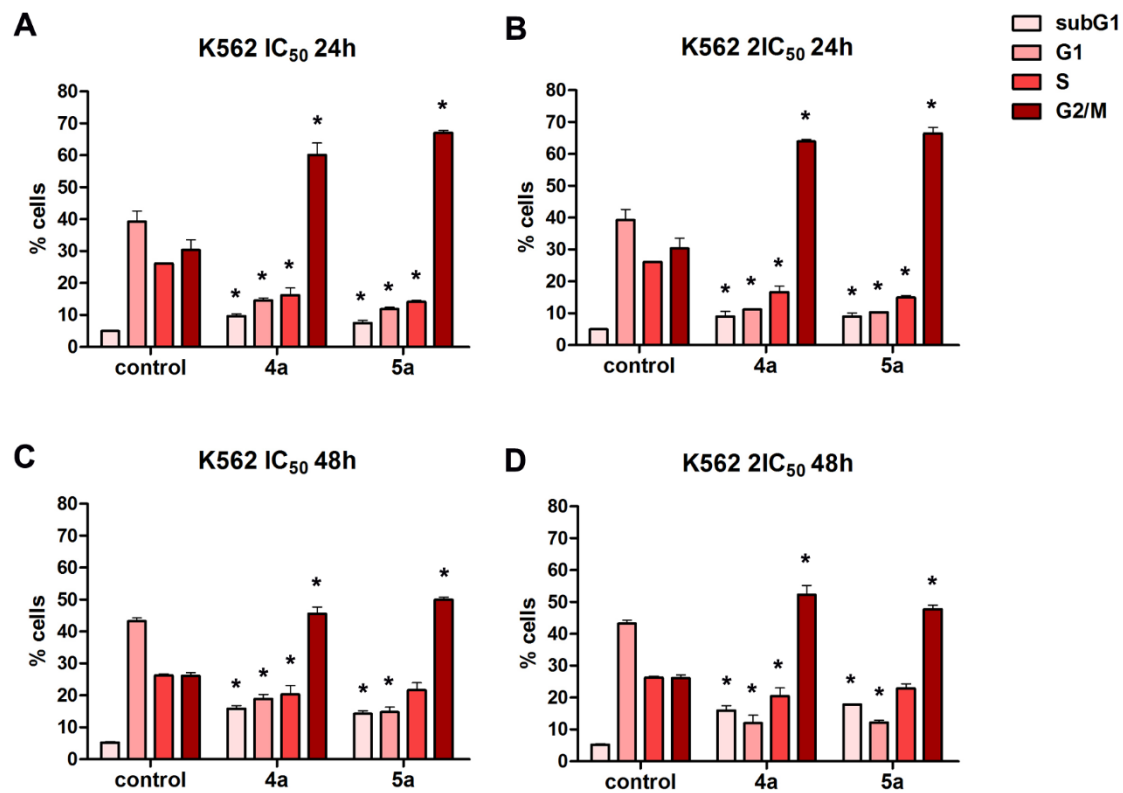 A
K562 IC₅₀ 24h
% cells
80
70
60
50
40
30
20
10
0
* * * *
* * * *
control 4a 5a
B
K562 2IC₅₀ 24h
% cells
80
70
60
50
40
30
20
10
0
* * * *
* * * *
control 4a 5a
subG1
G1
S
G2/M
C
K562 IC₅₀ 48h
% cells
80
70
60
50
40
30
20
10
0
* * * *
* * *
control 4a 5a
D
K562 2IC₅₀ 48h
% cells
80
70
60
50
40
30
20
10
0
* * * *
* * *
control 4a 5a